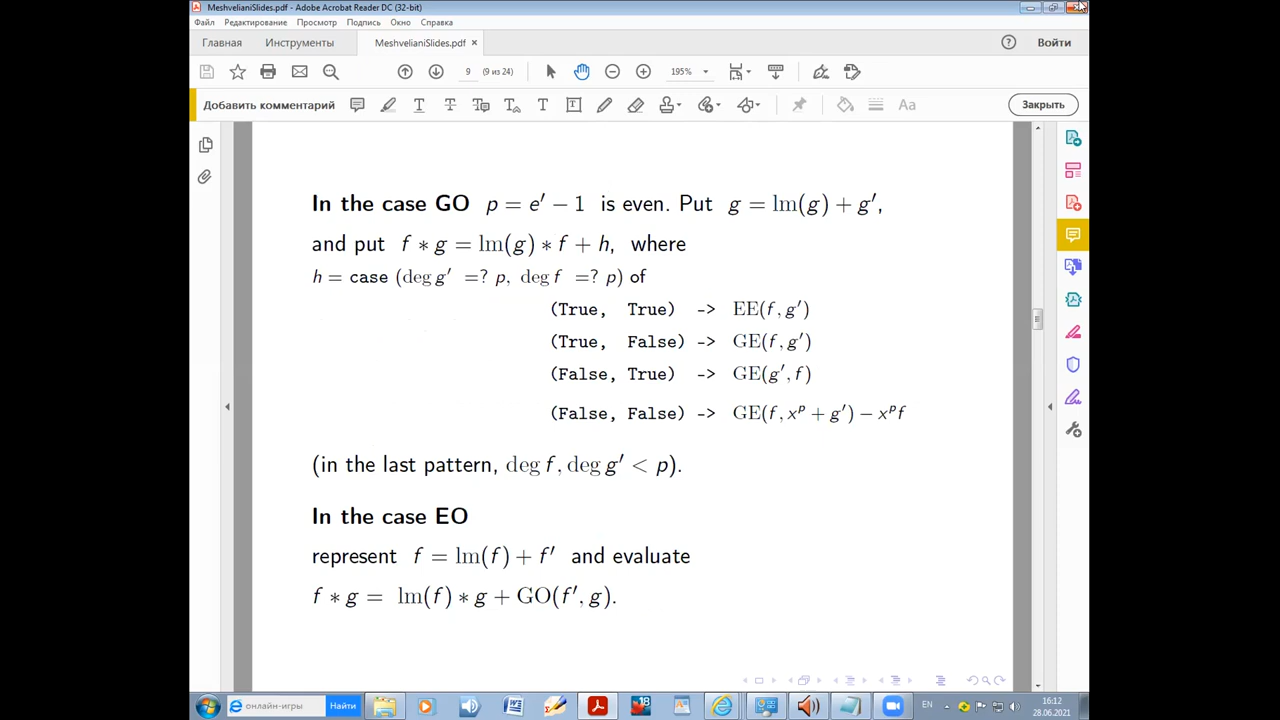 MeshvelianiSlides.pdf - Adobe Acrobat Reader DC (32-bit)
Файл Редактирование Просмотр Подпись Окно Справка
Главная Инструменты MeshvelianiSlides.pdf × Войти
9 (9 из 24) 195%
Добавить комментарий Aa Закрыть
In the case GO p = e′ − 1 is even. Put g = lm(g) + g′,
and put f ∗ g = lm(g) ∗ f + h, where
h = case (deg g′ =? p, deg f =? p) of
(True, True) -> EE(f, g′)
(True, False) -> GE(f, g′)
(False, True) -> GE(g′, f)
(False, False) -> GE(f, xᵖ + g′) − xᵖf
(in the last pattern, deg f, deg g′ < p).
In the case EO
represent f = lm(f) + f′ and evaluate
f ∗ g = lm(f) ∗ g + GO(f′, g).
онлайн-игры Найти EN 16:12
28.06.2021